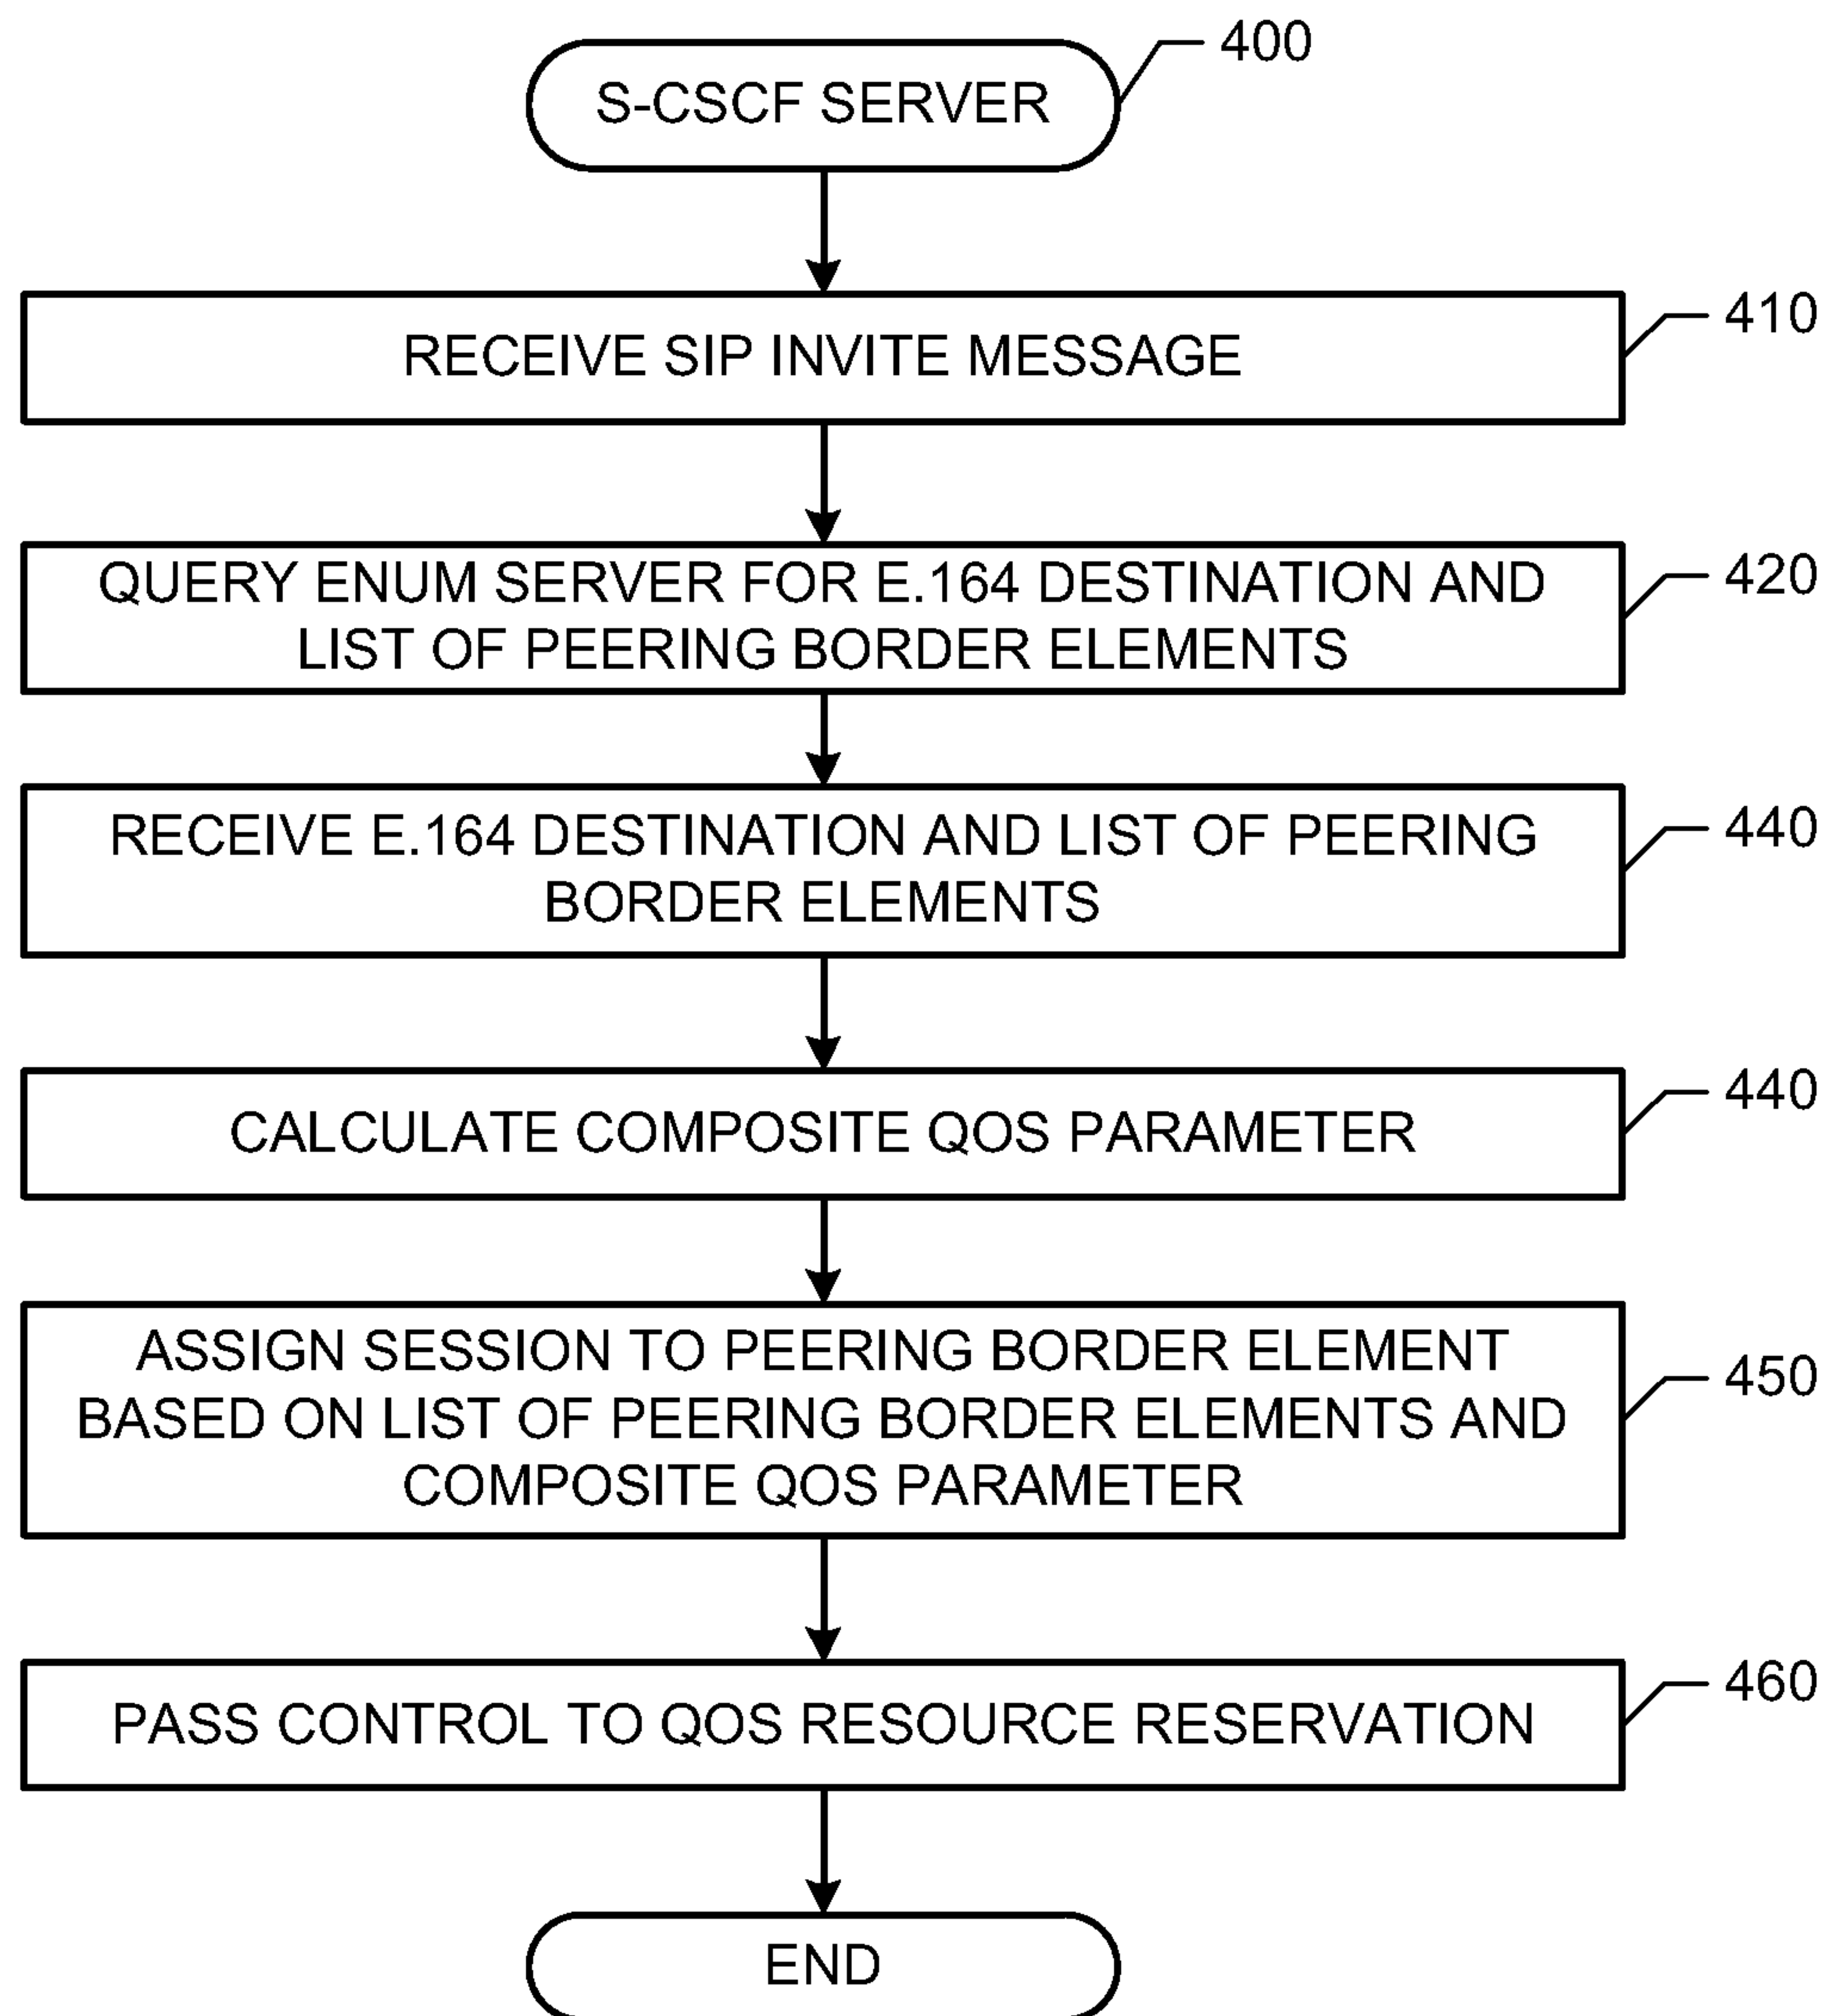 S-CSCF SERVER
400
RECEIVE SIP INVITE MESSAGE
410
QUERY ENUM SERVER FOR E.164 DESTINATION AND
LIST OF PEERING BORDER ELEMENTS
420
RECEIVE E.164 DESTINATION AND LIST OF PEERING
BORDER ELEMENTS
440
CALCULATE COMPOSITE QOS PARAMETER
440
ASSIGN SESSION TO PEERING BORDER ELEMENT
BASED ON LIST OF PEERING BORDER ELEMENTS AND
COMPOSITE QOS PARAMETER
450
PASS CONTROL TO QOS RESOURCE RESERVATION
460
END